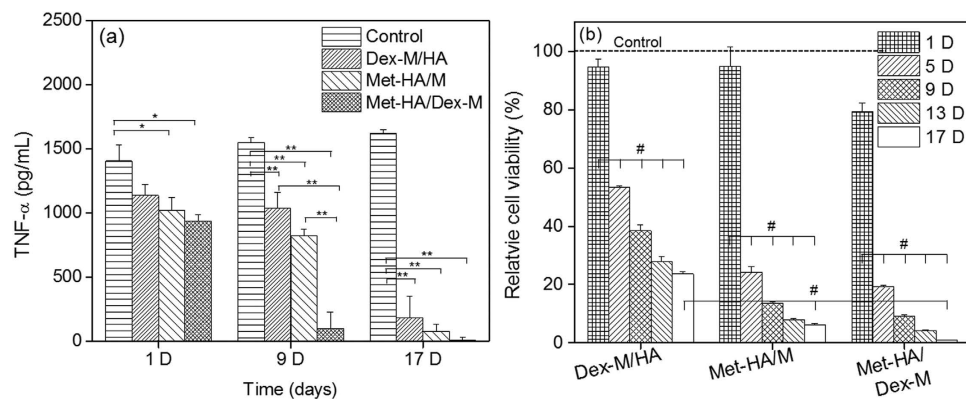 (a)
Control
Dex-M/HA
Met-HA/M
Met-HA/Dex-M
2500
2000
1500
1000
500
0
TNF-α (pg/mL)
*
*
**
**
**
**
**
**
**
**
1 D
9 D
17 D
Time (days)
(b)
Control
1 D
5 D
9 D
13 D
17 D
100
80
60
40
20
0
Relatvie cell viability (%)
#
#
#
#
Dex-M/HA
Met-HA/M
Met-HA/
Dex-M